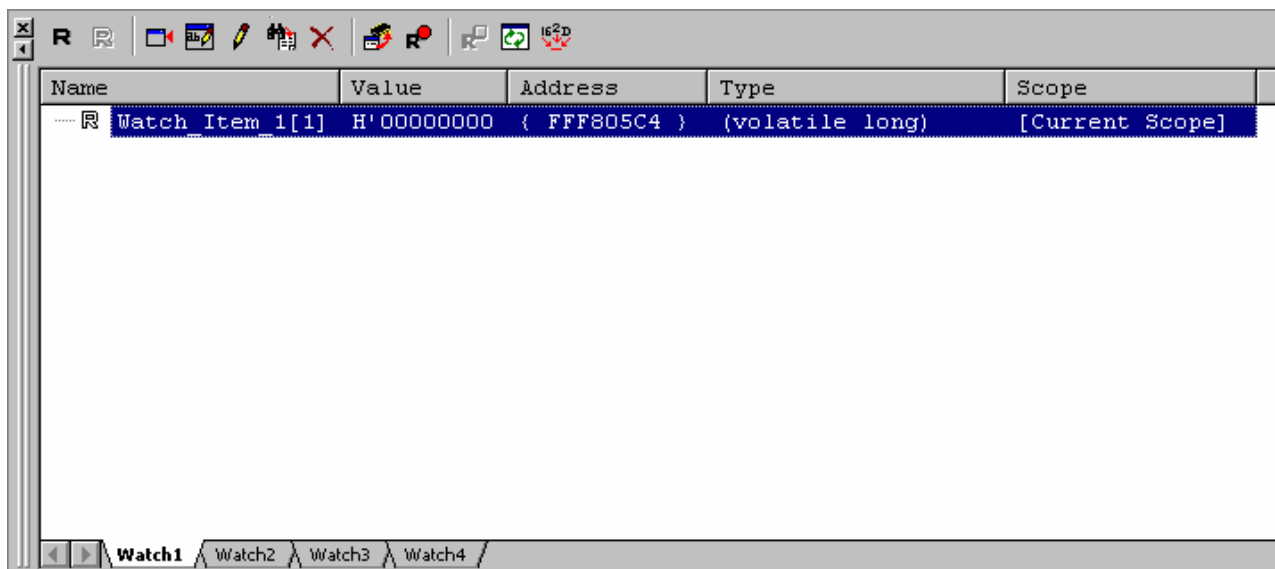 Name Value Address Type Scope
R Watch_Item_1[1] H'00000000 { FFF805C4 } (volatile long) [Current Scope]
Watch1 Watch2 Watch3 Watch4